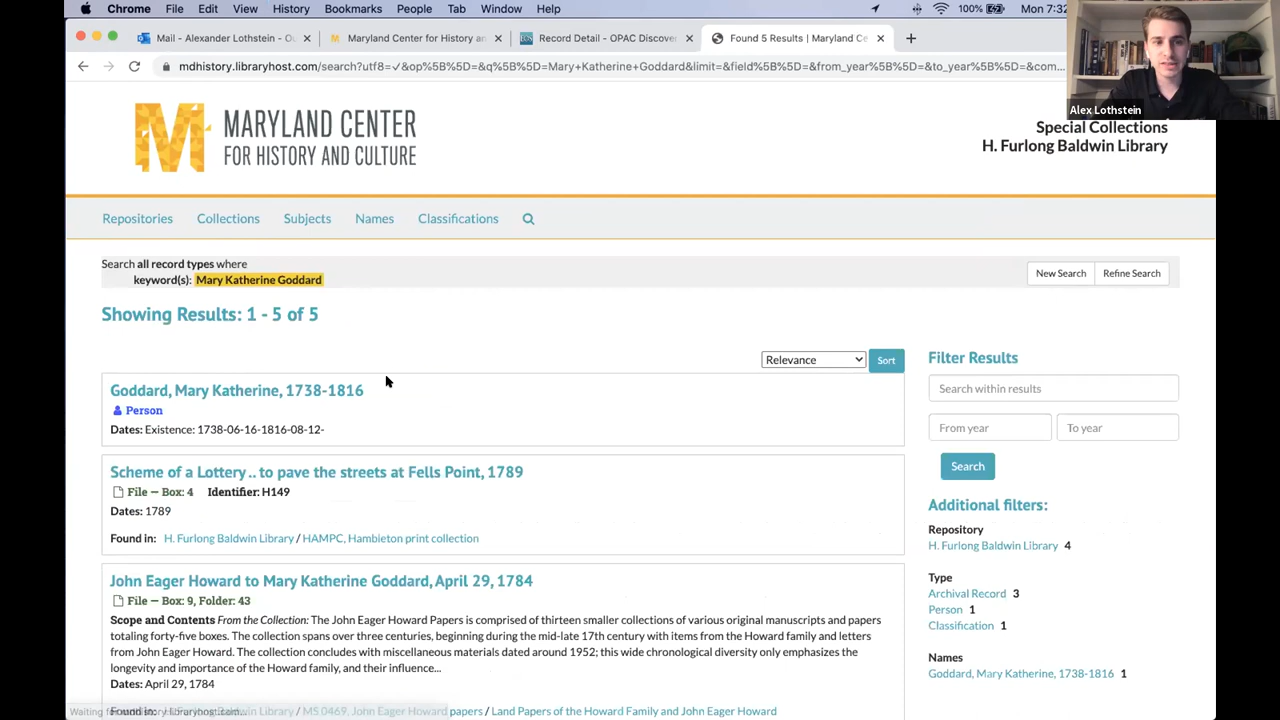 Chrome File Edit View History Bookmarks People Tab Window Help 100% Mon 7:32
Mail - Alexander Lothstein - Ou
Maryland Center for History an
Record Detail - OPAC Discove
Found 5 Results | Maryland Ce
mdhistory.libraryhost.com/search?utf8=✓&op%5B%5D=&q%5B%5D=Mary+Katherine+Goddard&limit=&field%5B%5D=&from_year%5B%5D=&to_year%5B%5D=&com...
Alex Lothstein
MARYLAND CENTER
FOR HISTORY AND CULTURE
Special Collections
H. Furlong Baldwin Library
Repositories Collections Subjects Names Classifications
Search all record types where
keyword(s): Mary Katherine Goddard
New Search Refine Search
Showing Results: 1 - 5 of 5
Relevance Sort
Goddard, Mary Katherine, 1738-1816
Person
Dates: Existence: 1738-06-16-1816-08-12-
Scheme of a Lottery .. to pave the streets at Fells Point, 1789
File — Box: 4 Identifier: H149
Dates: 1789
Found in: H. Furlong Baldwin Library / HAMPC, Hambleton print collection
John Eager Howard to Mary Katherine Goddard, April 29, 1784
File — Box: 9, Folder: 43
Scope and Contents From the Collection: The John Eager Howard Papers is comprised of thirteen smaller collections of various original manuscripts and papers
totaling forty-five boxes. The collection spans over three centuries, beginning during the mid-late 17th century with items from the Howard family and letters
from John Eager Howard. The collection concludes with miscellaneous materials dated around 1952; this wide chronological diversity only emphasizes the
longevity and importance of the Howard family, and their influence...
Dates: April 29, 1784
Library / MS 0469, John Eager Howard papers / Land Papers of the Howard Family and John Eager Howard
Filter Results
Search within results
From year To year
Search
Additional filters:
Repository
H. Furlong Baldwin Library 4
Type
Archival Record 3
Person 1
Classification 1
Names
Goddard, Mary Katherine, 1738-1816 1